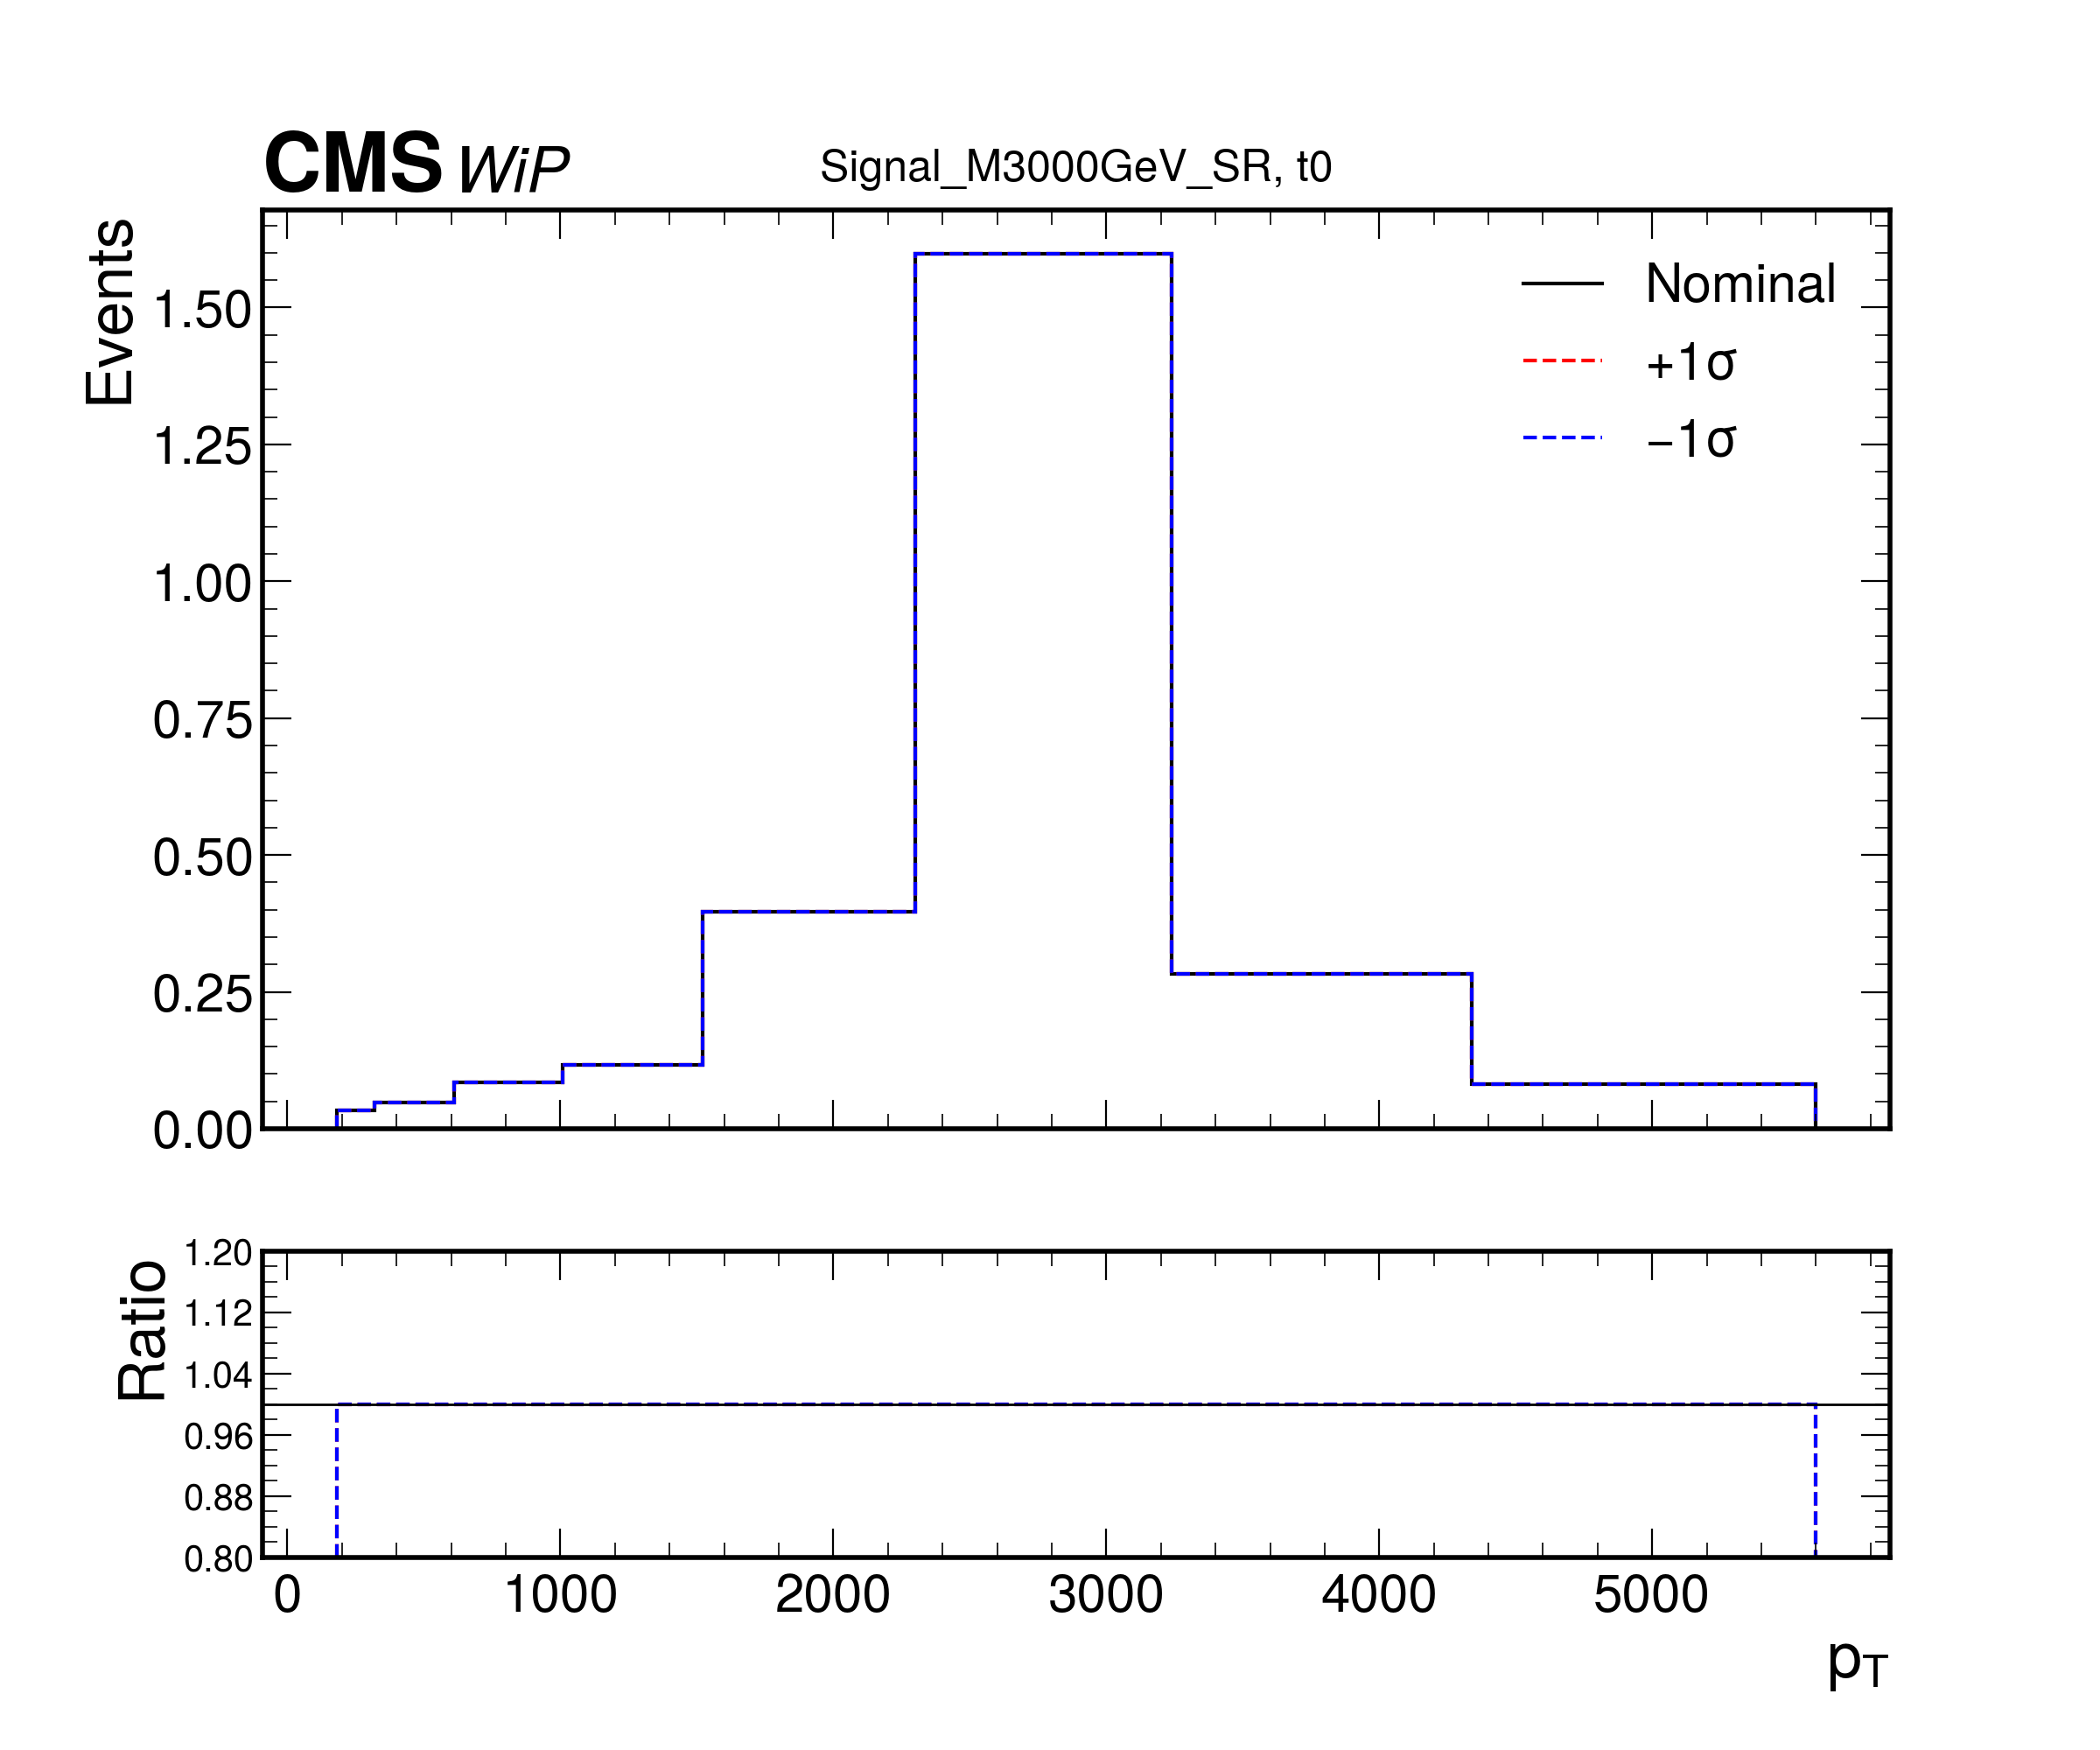 CMS WiP
Signal_M3000GeV_SR, t0
Events
1.50
1.25
1.00
0.75
0.50
0.25
0.00
Nominal
+1σ
−1σ
Ratio
1.20
1.12
1.04
0.96
0.88
0.80
0 1000 2000 3000 4000 5000
pT